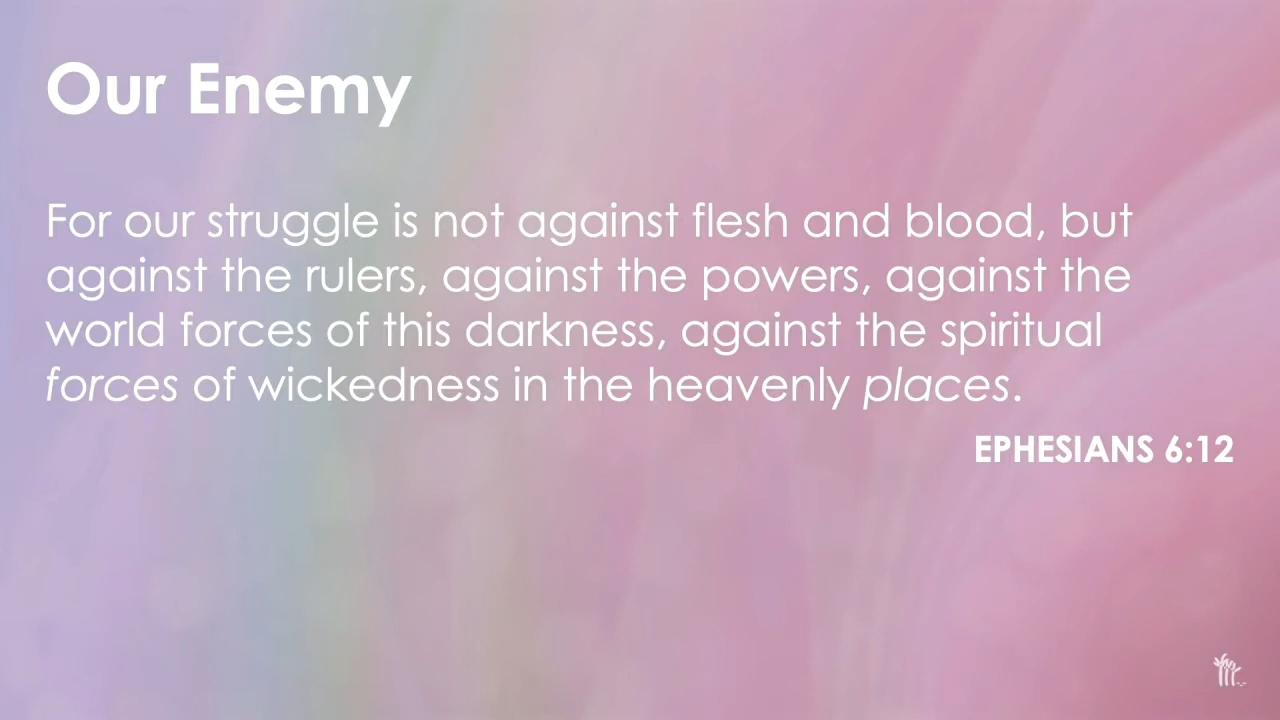 Our Enemy
For our struggle is not against flesh and blood, but
against the rulers, against the powers, against the
world forces of this darkness, against the spiritual
forces of wickedness in the heavenly places.
EPHESIANS 6:12